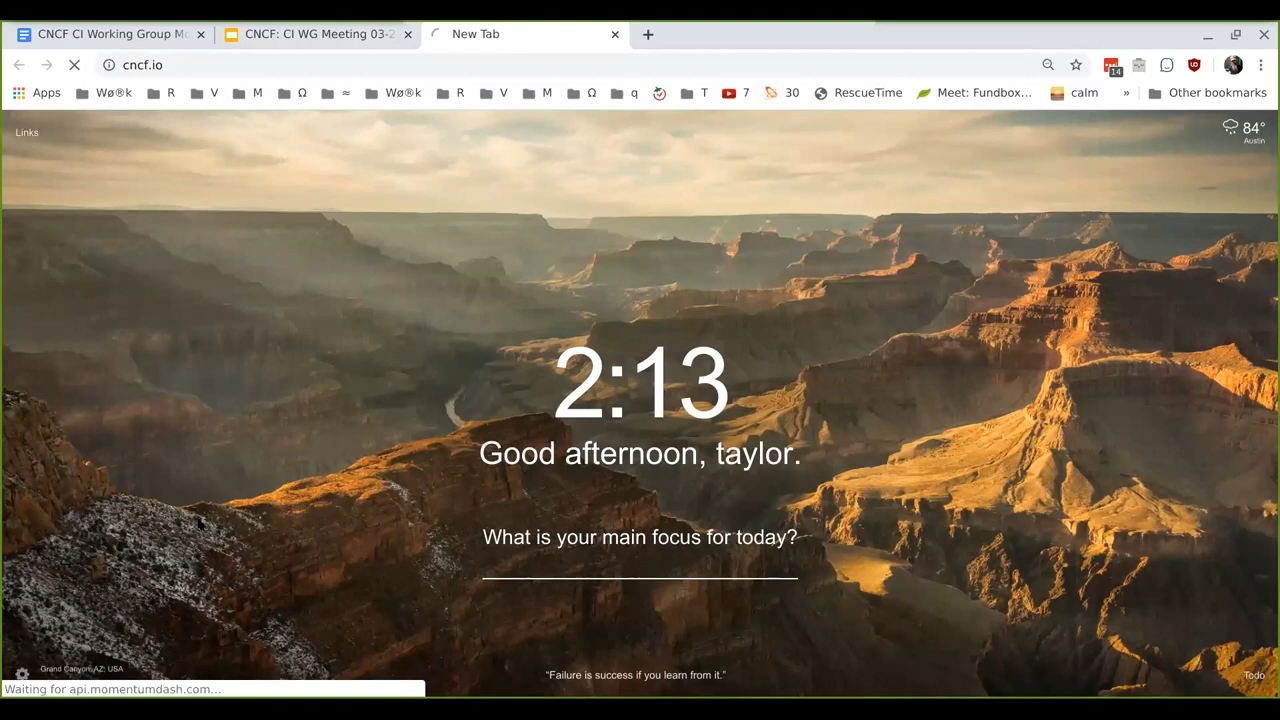 CNCF CI Working Group Mo
CNCF: CI WG Meeting 03-2
New Tab
cncf.io
14
Apps Wø®k R V M Ω ≈ Wø®k R V M Ω q T 7 30 RescueTime Meet: Fundbox... calm » Other bookmarks
Links
84°
Austin
2:13
Good afternoon, taylor.
What is your main focus for today?
Grand Canyon, AZ, USA
"Failure is success if you learn from it."
Todo
Waiting for api.momentumdash.com...